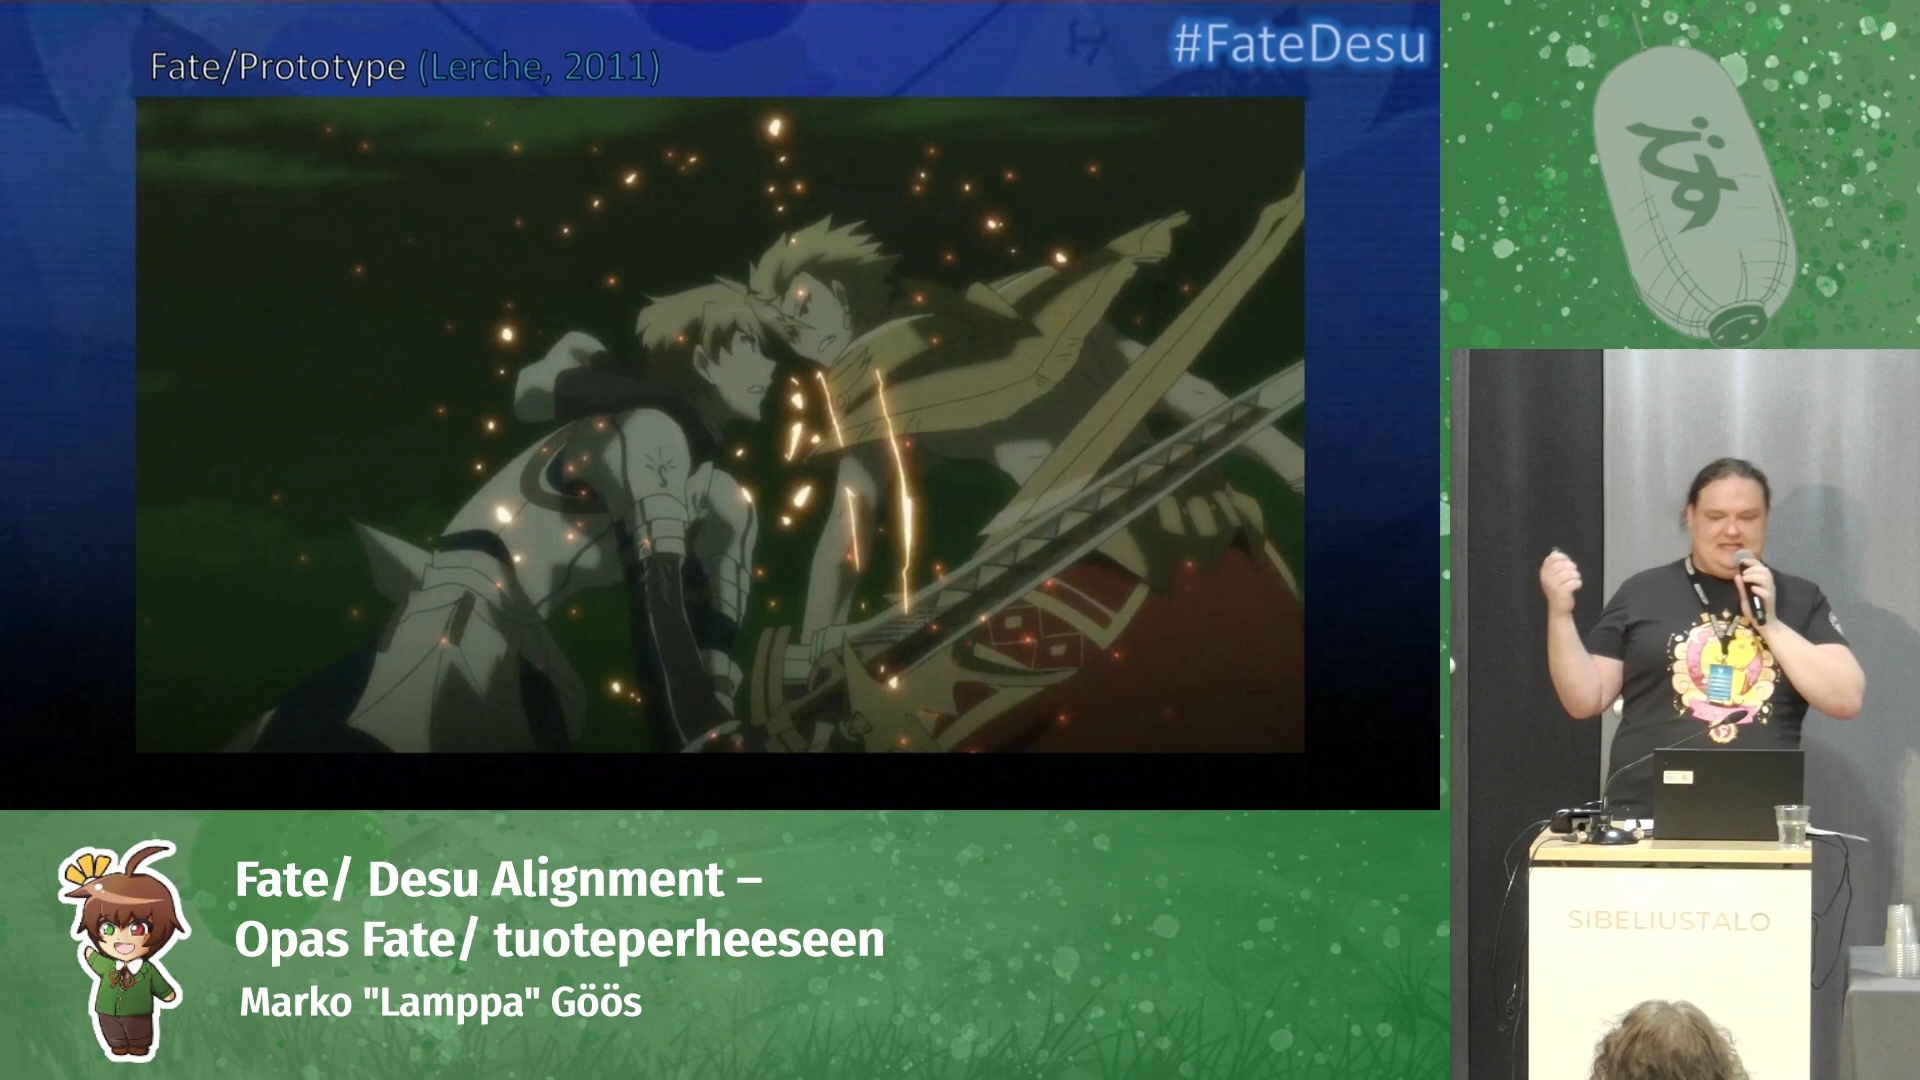 Fate/Prototype (Lerche, 2011)
#FateDesu
です
Fate/ Desu Alignment –
Opas Fate/ tuoteperheeseen
Marko "Lamppa" Göös
SIBELIUSTALO